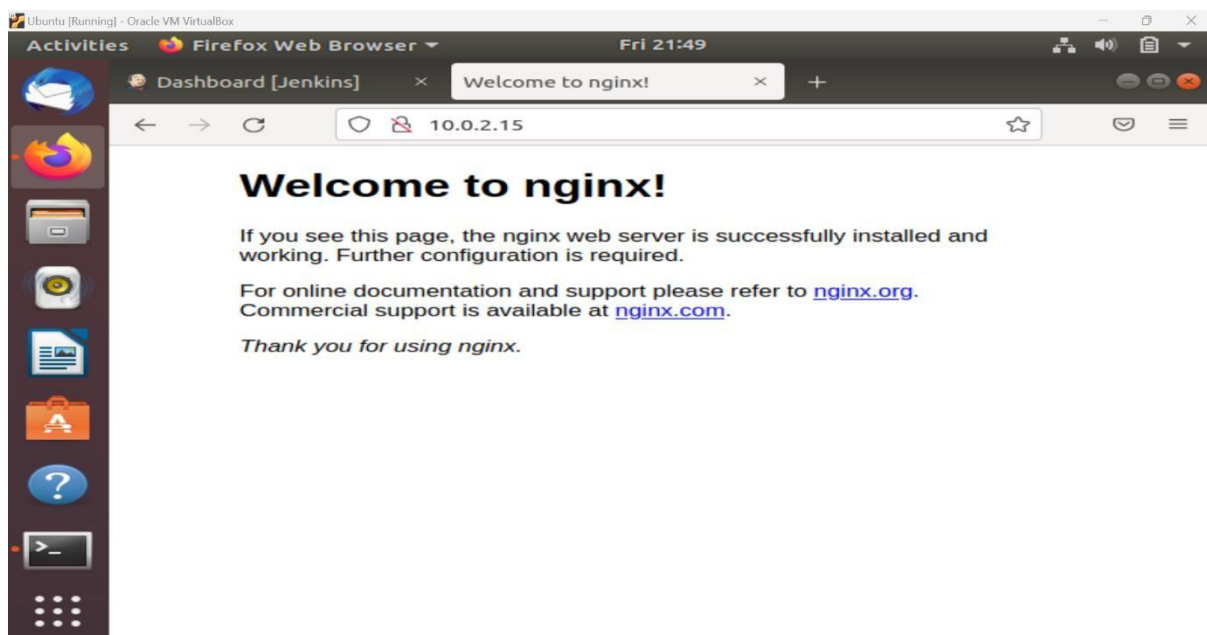 Ubuntu [Running] - Oracle VM VirtualBox
Activities Firefox Web Browser Fri 21:49
Dashboard [Jenkins] × Welcome to nginx! × +
10.0.2.15
Welcome to nginx!
If you see this page, the nginx web server is successfully installed and
working. Further configuration is required.
For online documentation and support please refer to nginx.org.
Commercial support is available at nginx.com.
Thank you for using nginx.